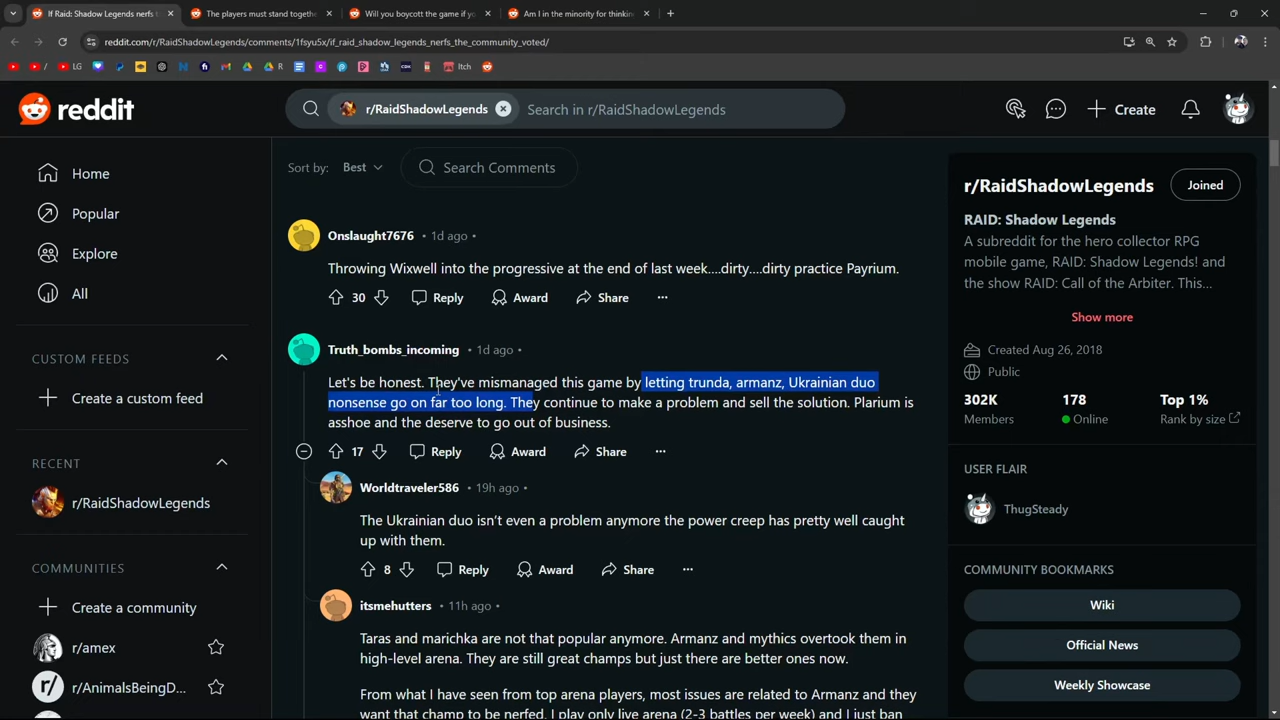 If Raid: Shadow Legends nerfs t
The players must stand togethe
Will you boycott the game if yo
Am I in the minority for thinkin
reddit.com/r/RaidShadowLegends/comments/1fsyu5x/if_raid_shadow_legends_nerfs_the_community_voted/
/
LG
R
Itch
reddit
r/RaidShadowLegends
Search in r/RaidShadowLegends
Create
Home
Popular
Explore
All
CUSTOM FEEDS
Create a custom feed
RECENT
r/RaidShadowLegends
COMMUNITIES
Create a community
r/amex
r/AnimalsBeingD...
Sort by:
Best
Search Comments
Onslaught7676 • 1d ago •
Throwing Wixwell into the progressive at the end of last week....dirty....dirty practice Payrium.
30
Reply
Award
Share
Truth_bombs_incoming • 1d ago •
Let's be honest. They've mismanaged this game by letting trunda, armanz, Ukrainian duo
nonsense go on far too long. They continue to make a problem and sell the solution. Plarium is
asshoe and the deserve to go out of business.
17
Reply
Award
Share
Worldtraveler586 • 19h ago •
The Ukrainian duo isn’t even a problem anymore the power creep has pretty well caught
up with them.
8
Reply
Award
Share
itsmehutters • 11h ago •
Taras and marichka are not that popular anymore. Armanz and mythics overtook them in
high-level arena. They are still great champs but just there are better ones now.
From what I have seen from top arena players, most issues are related to Armanz and they
want that champ to be nerfed. I play only live arena (2-3 battles per week) and I just ban
r/RaidShadowLegends
Joined
RAID: Shadow Legends
A subreddit for the hero collector RPG
mobile game, RAID: Shadow Legends! and
the show RAID: Call of the Arbiter. This...
Show more
Created Aug 26, 2018
Public
302K
Members
178
Online
Top 1%
Rank by size
USER FLAIR
ThugSteady
COMMUNITY BOOKMARKS
Wiki
Official News
Weekly Showcase